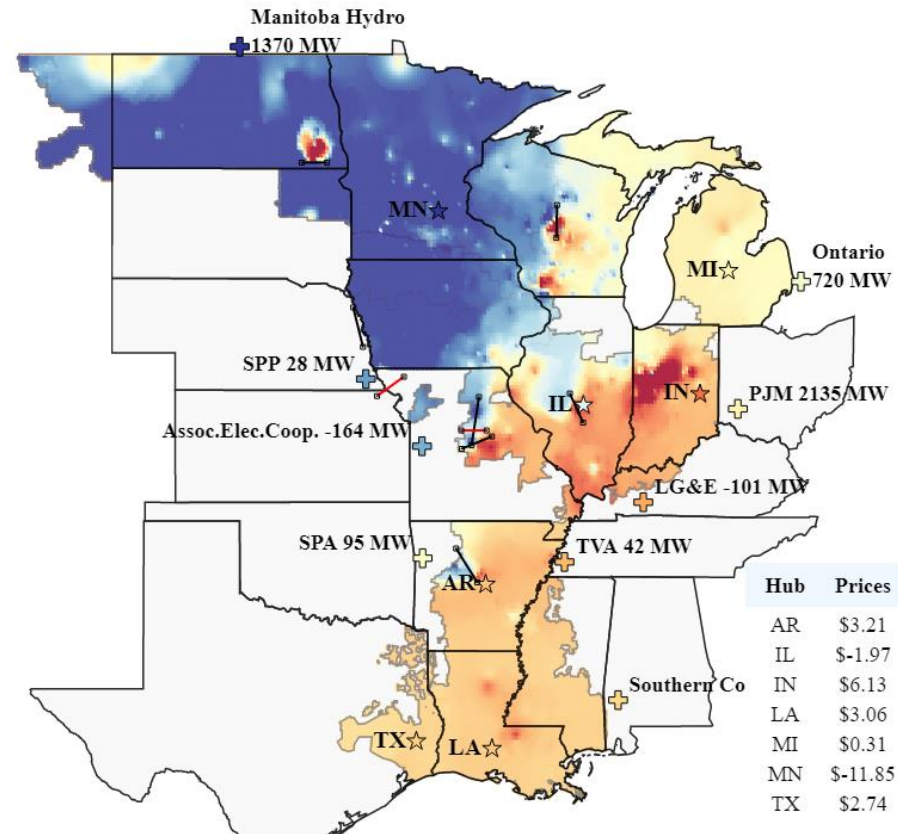 Manitoba Hydro
1370 MW
MN
MI
Ontario
720 MW
SPP 28 MW
IL
IN
PJM 2135 MW
Assoc.Elec.Coop. -164 MW
LG&E -101 MW
SPA 95 MW
TVA 42 MW
AR
Southern Co
TX
LA
Hub Prices
AR $3.21
IL $-1.97
IN $6.13
LA $3.06
MI $0.31
MN $-11.85
TX $2.74